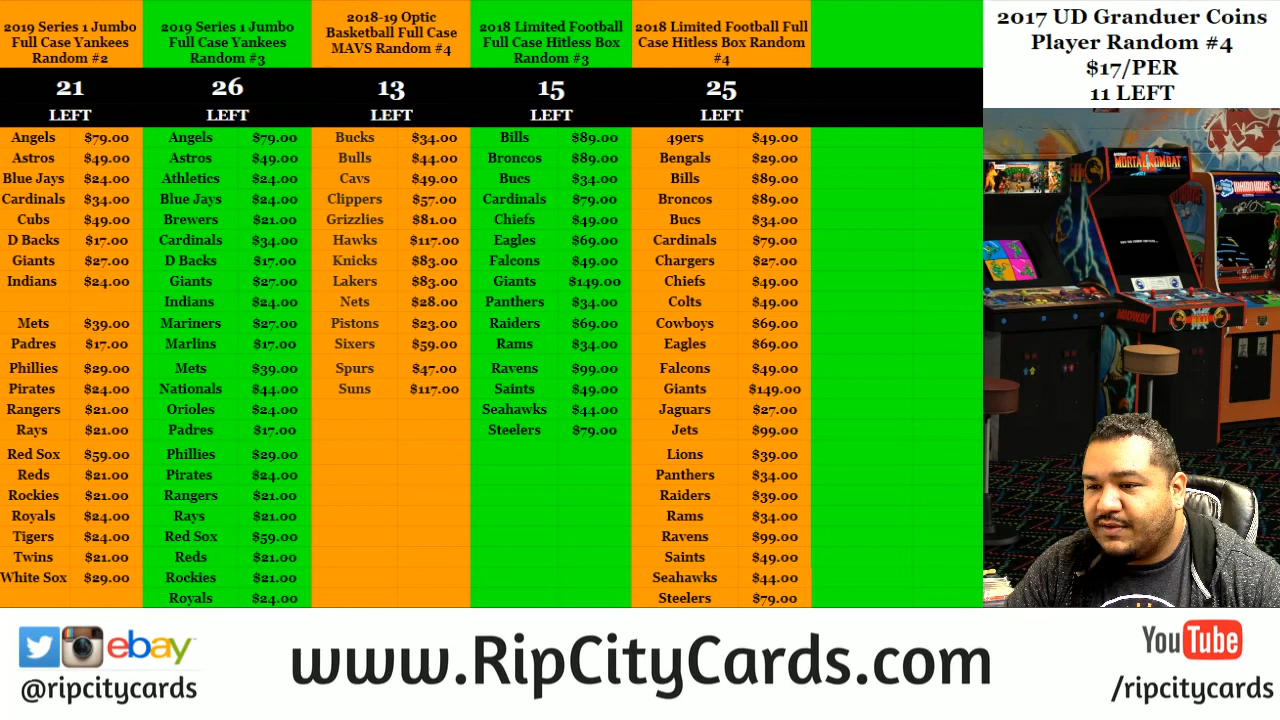 2019 Series 1 Jumbo
Full Case Yankees
Random #2
21
LEFT
Angels $79.00
Astros $49.00
Blue Jays $24.00
Cardinals $34.00
Cubs $49.00
D Backs $17.00
Giants $27.00
Indians $24.00
Mets $39.00
Padres $17.00
Phillies $29.00
Pirates $24.00
Rangers $21.00
Rays $21.00
Red Sox $59.00
Reds $21.00
Rockies $21.00
Royals $24.00
Tigers $24.00
Twins $21.00
White Sox $29.00
2019 Series 1 Jumbo
Full Case Yankees
Random #3
26
LEFT
Angels $79.00
Astros $49.00
Athletics $24.00
Blue Jays $24.00
Brewers $21.00
Cardinals $34.00
D Backs $17.00
Giants $27.00
Indians $24.00
Mariners $27.00
Marlins $17.00
Mets $39.00
Nationals $44.00
Orioles $24.00
Padres $17.00
Phillies $29.00
Pirates $24.00
Rangers $21.00
Rays $21.00
Red Sox $59.00
Reds $21.00
Rockies $21.00
Royals $24.00
2018-19 Optic
Basketball Full Case
MAVS Random #4
13
LEFT
Bucks $34.00
Bulls $44.00
Cavs $49.00
Clippers $57.00
Grizzlies $81.00
Hawks $117.00
Knicks $83.00
Lakers $83.00
Nets $28.00
Pistons $23.00
Sixers $59.00
Spurs $47.00
Suns $117.00
2018 Limited Football
Full Case Hitless Box
Random #3
15
LEFT
Bills $89.00
Broncos $89.00
Bucs $34.00
Cardinals $79.00
Chiefs $49.00
Eagles $69.00
Falcons $49.00
Giants $149.00
Panthers $34.00
Raiders $69.00
Rams $34.00
Ravens $99.00
Saints $49.00
Seahawks $44.00
Steelers $79.00
2018 Limited Football Full
Case Hitless Box Random
#4
25
LEFT
49ers $49.00
Bengals $29.00
Bills $89.00
Broncos $89.00
Bucs $34.00
Cardinals $79.00
Chargers $27.00
Chiefs $49.00
Colts $49.00
Cowboys $69.00
Eagles $69.00
Falcons $49.00
Giants $149.00
Jaguars $27.00
Jets $99.00
Lions $39.00
Panthers $34.00
Raiders $39.00
Rams $34.00
Ravens $99.00
Saints $49.00
Seahawks $44.00
Steelers $79.00
2017 UD Granduer Coins
Player Random #4
$17/PER
11 LEFT
MORTAL KOMBAT
MIDWAY
ebay
@ripcitycards
www.RipCityCards.com
YouTube
/ripcitycards